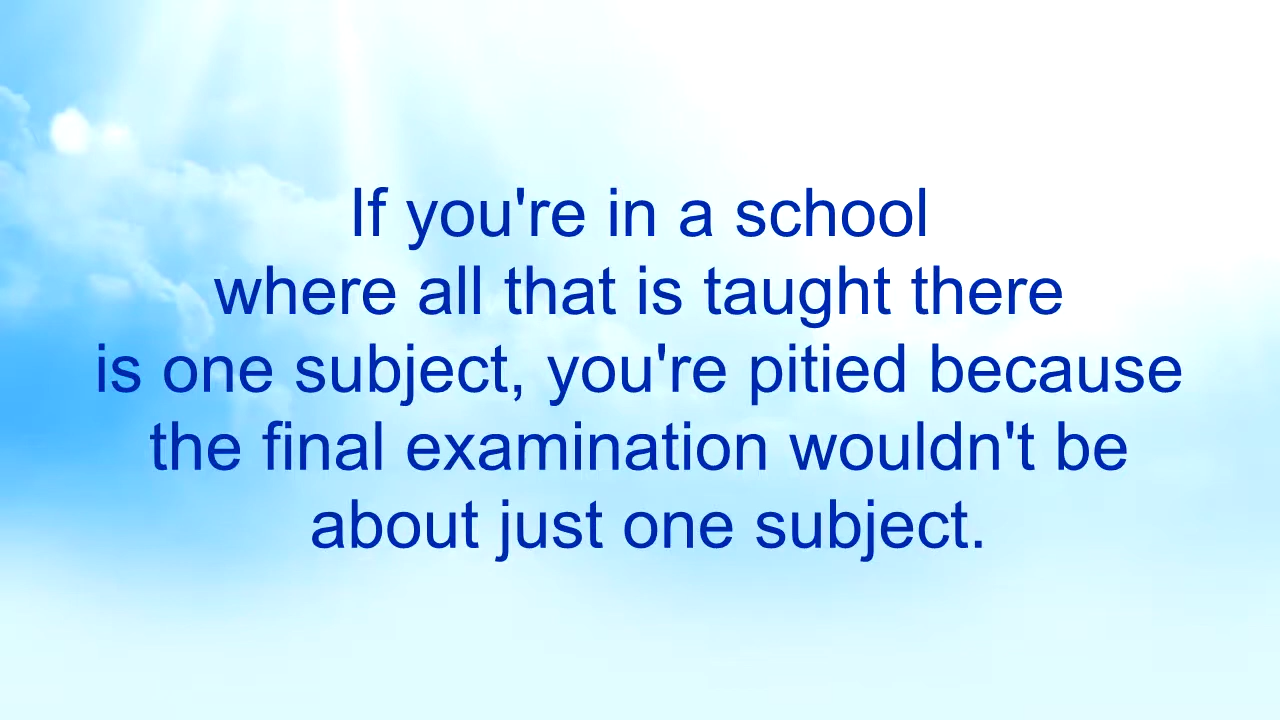 If you're in a school
where all that is taught there
is one subject, you're pitied because
the final examination wouldn't be
about just one subject.